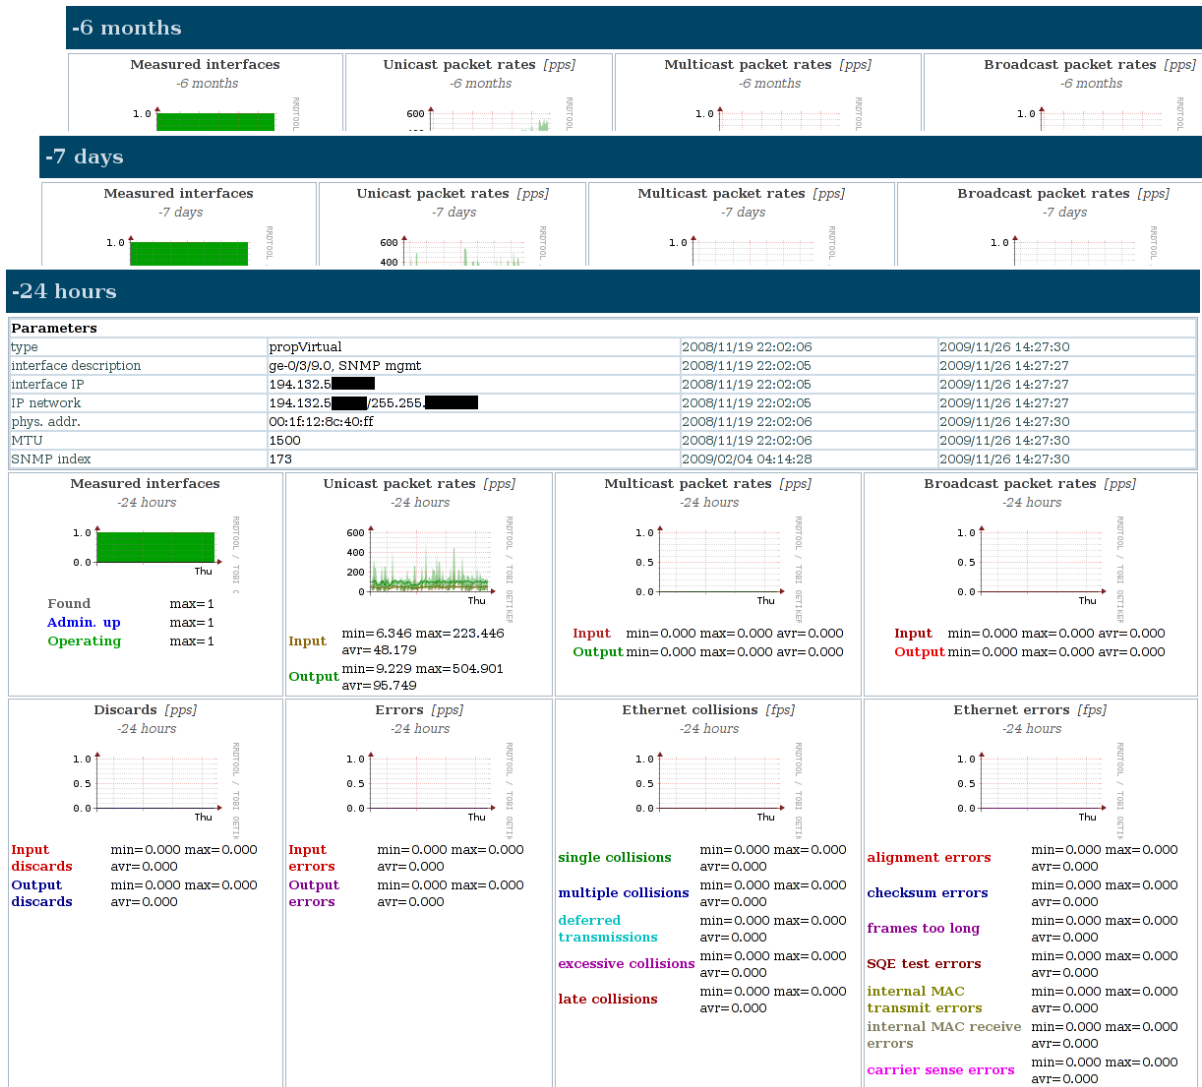 -6 months
Measured interfaces
-6 months
1.0
RRDTOOL
Unicast packet rates [pps]
-6 months
600
Multicast packet rates [pps]
-6 months
1.0
RRDTOOL
Broadcast packet rates [pps]
-6 months
1.0
-7 days
Measured interfaces
-7 days
1.0
RRDTOOL
Unicast packet rates [pps]
-7 days
600
400
RRDTOOL
Multicast packet rates [pps]
-7 days
1.0
RRDTOOL
Broadcast packet rates [pps]
-7 days
1.0
RRDTOOL
-24 hours
Parameters
type propVirtual 2008/11/19 22:02:06 2009/11/26 14:27:30
interface description ge-0/3/9.0, SNMP mgmt 2008/11/19 22:02:05 2009/11/26 14:27:27
interface IP 194.132.5 2008/11/19 22:02:05 2009/11/26 14:27:27
IP network 194.132.5 /255.255. 2008/11/19 22:02:05 2009/11/26 14:27:27
phys. addr. 00:1f:12:8c:40:ff 2008/11/19 22:02:06 2009/11/26 14:27:30
MTU 1500 2008/11/19 22:02:06 2009/11/26 14:27:30
SNMP index 173 2009/02/04 04:14:28 2009/11/26 14:27:30
Measured interfaces
-24 hours
1.0
0.0
Thu
RRDTOOL / TOBI
Found max=1
Admin. up max=1
Operating max=1
Unicast packet rates [pps]
-24 hours
600
400
200
0
Thu
RRDTOOL / TOBI OETIKER
Input min=6.346 max=223.446
avr=48.179
Output min=9.229 max=504.901
avr=95.749
Multicast packet rates [pps]
-24 hours
1.0
0.5
0.0
Thu
RRDTOOL / TOBI OETIKER
Input min=0.000 max=0.000 avr=0.000
Output min=0.000 max=0.000 avr=0.000
Broadcast packet rates [pps]
-24 hours
1.0
0.5
0.0
Thu
RRDTOOL / TOBI OETIKER
Input min=0.000 max=0.000 avr=0.000
Output min=0.000 max=0.000 avr=0.000
Discards [pps]
-24 hours
1.0
0.5
0.0
Thu
RRDTOOL / TOBI
Input discards min=0.000 max=0.000
avr=0.000
Output discards min=0.000 max=0.000
avr=0.000
Errors [pps]
-24 hours
1.0
0.5
0.0
Thu
RRDTOOL / TOBI
Input errors min=0.000 max=0.000
avr=0.000
Output errors min=0.000 max=0.000
avr=0.000
Ethernet collisions [fps]
-24 hours
1.0
0.5
0.0
Thu
RRDTOOL / TOBI
single collisions min=0.000 max=0.000
avr=0.000
multiple collisions min=0.000 max=0.000
avr=0.000
deferred transmissions min=0.000 max=0.000
avr=0.000
excessive collisions min=0.000 max=0.000
avr=0.000
late collisions min=0.000 max=0.000
avr=0.000
Ethernet errors [fps]
-24 hours
1.0
0.5
0.0
Thu
RRDTOOL / TOBI
alignment errors min=0.000 max=0.000
avr=0.000
checksum errors min=0.000 max=0.000
avr=0.000
frames too long min=0.000 max=0.000
avr=0.000
SQE test errors min=0.000 max=0.000
avr=0.000
internal MAC transmit errors min=0.000 max=0.000
avr=0.000
internal MAC receive errors min=0.000 max=0.000
avr=0.000
carrier sense errors min=0.000 max=0.000
avr=0.000